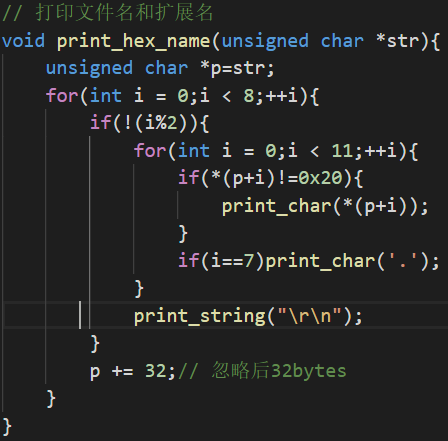 // 打印文件名和扩展名
void print_hex_name(unsigned char *str){
    unsigned char *p=str;
    for(int i = 0;i < 8;++i){
        if(!(i%2)){
            for(int i = 0;i < 11;++i){
                if(*(p+i)!=0x20){
                    print_char(*(p+i));
                }
                if(i==7)print_char('.');
            }
            print_string("\r\n");
        }
        p += 32;// 忽略后32bytes
    }
}